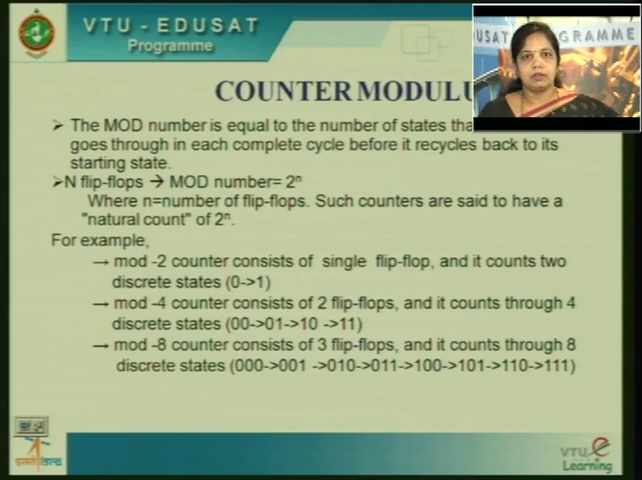 VTU - EDUSAT
Programme
EDUSAT PROGRAMME
COUNTER MODULU
➢ The MOD number is equal to the number of states tha
goes through in each complete cycle before it recycles back to its
starting state.
➢N flip-flops → MOD number= 2ⁿ
Where n=number of flip-flops. Such counters are said to have a
"natural count" of 2ⁿ.
For example,
→ mod -2 counter consists of single flip-flop, and it counts two
discrete states (0->1)
→ mod -4 counter consists of 2 flip-flops, and it counts through 4
discrete states (00->01->10 ->11)
→ mod -8 counter consists of 3 flip-flops, and it counts through 8
discrete states (000->001 ->010->011->100->101->110->111)
VTU e
Learning